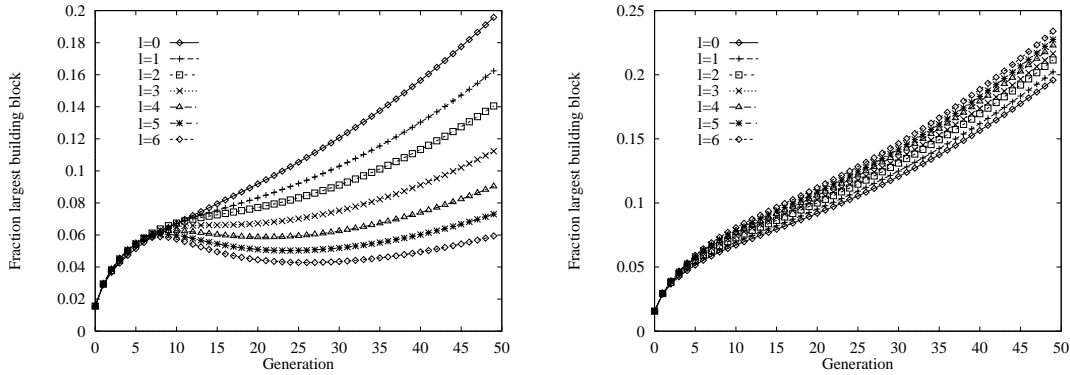 Fraction largest building block
0.2
0.18
0.16
0.14
0.12
0.1
0.08
0.06
0.04
0.02
0
l=0
l=1
l=2
l=3
l=4
l=5
l=6
0 5 10 15 20 25 30 35 40 45 50
Generation
Fraction largest building block
0.25
0.2
0.15
0.1
0.05
0
l=0
l=1
l=2
l=3
l=4
l=5
l=6
0 5 10 15 20 25 30 35 40 45 50
Generation